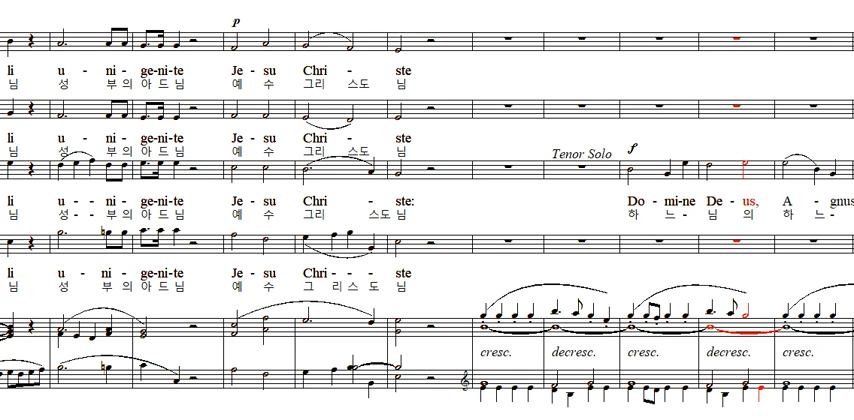 p
li u - ni - ge-ni-te Je - su Chri - ste
님 성 부 의 아 드 님 예 수 그리 스도 님
li u - ni - ge-ni-te Je - su Chri - ste
님 성 부 의 아 드 님 예 수 그리 스도 님
Tenor Solo f
li u - ni - ge-ni-te Je - su Chri - ste: Do - mi-ne De - us, A - gnus
님 성 - - 부 의 아 드 님 예 수 그리 스도 님 하 느 - 님 의 하 느 -
li u - ni - ge-ni-te Je - su Chri - - - ste
님 성 부 의 아 드 님 예 수 그 리 스 도 님
cresc. decresc. cresc. decresc. cresc.